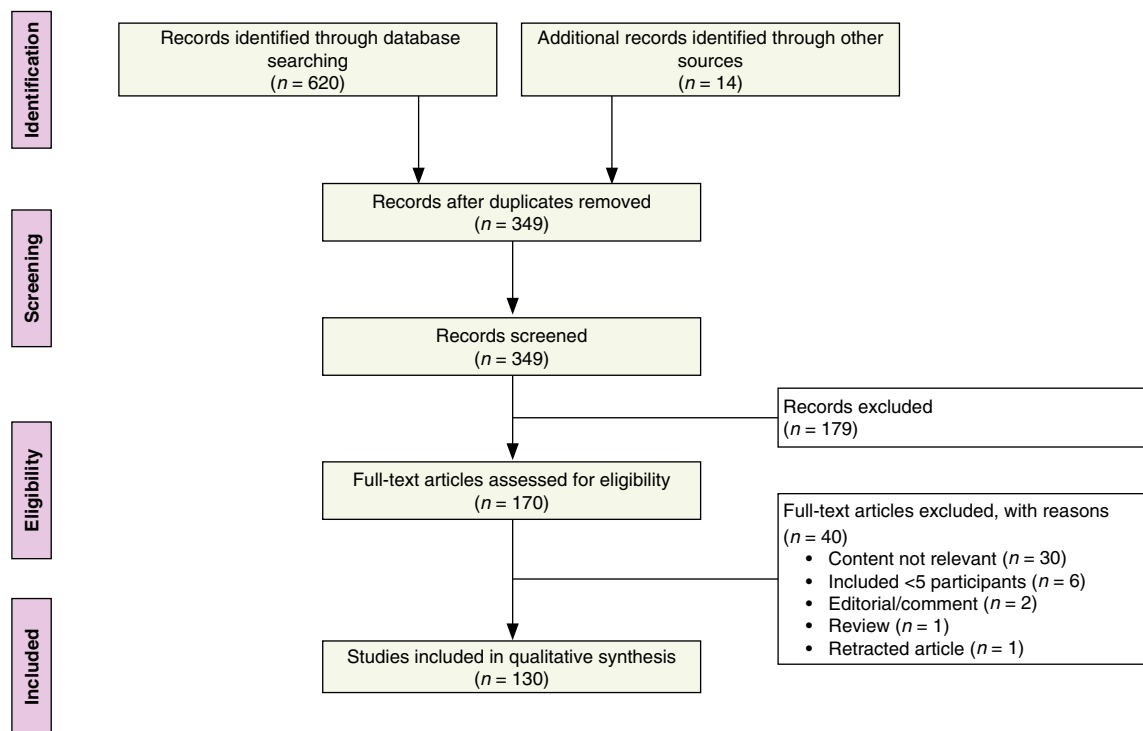 Identification
Records identified through database
searching
(n = 620)
Additional records identified through other
sources
(n = 14)
Screening
Records after duplicates removed
(n = 349)
Records screened
(n = 349)
Records excluded
(n = 179)
Eligibility
Full-text articles assessed for eligibility
(n = 170)
Full-text articles excluded, with reasons
(n = 40)
• Content not relevant (n = 30)
• Included <5 participants (n = 6)
• Editorial/comment (n = 2)
• Review (n = 1)
• Retracted article (n = 1)
Included
Studies included in qualitative synthesis
(n = 130)